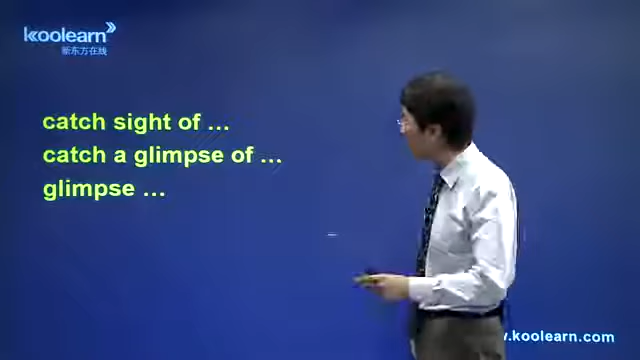 koolearn
新东方在线
catch sight of ...
catch a glimpse of ...
glimpse ...
.koolearn.com